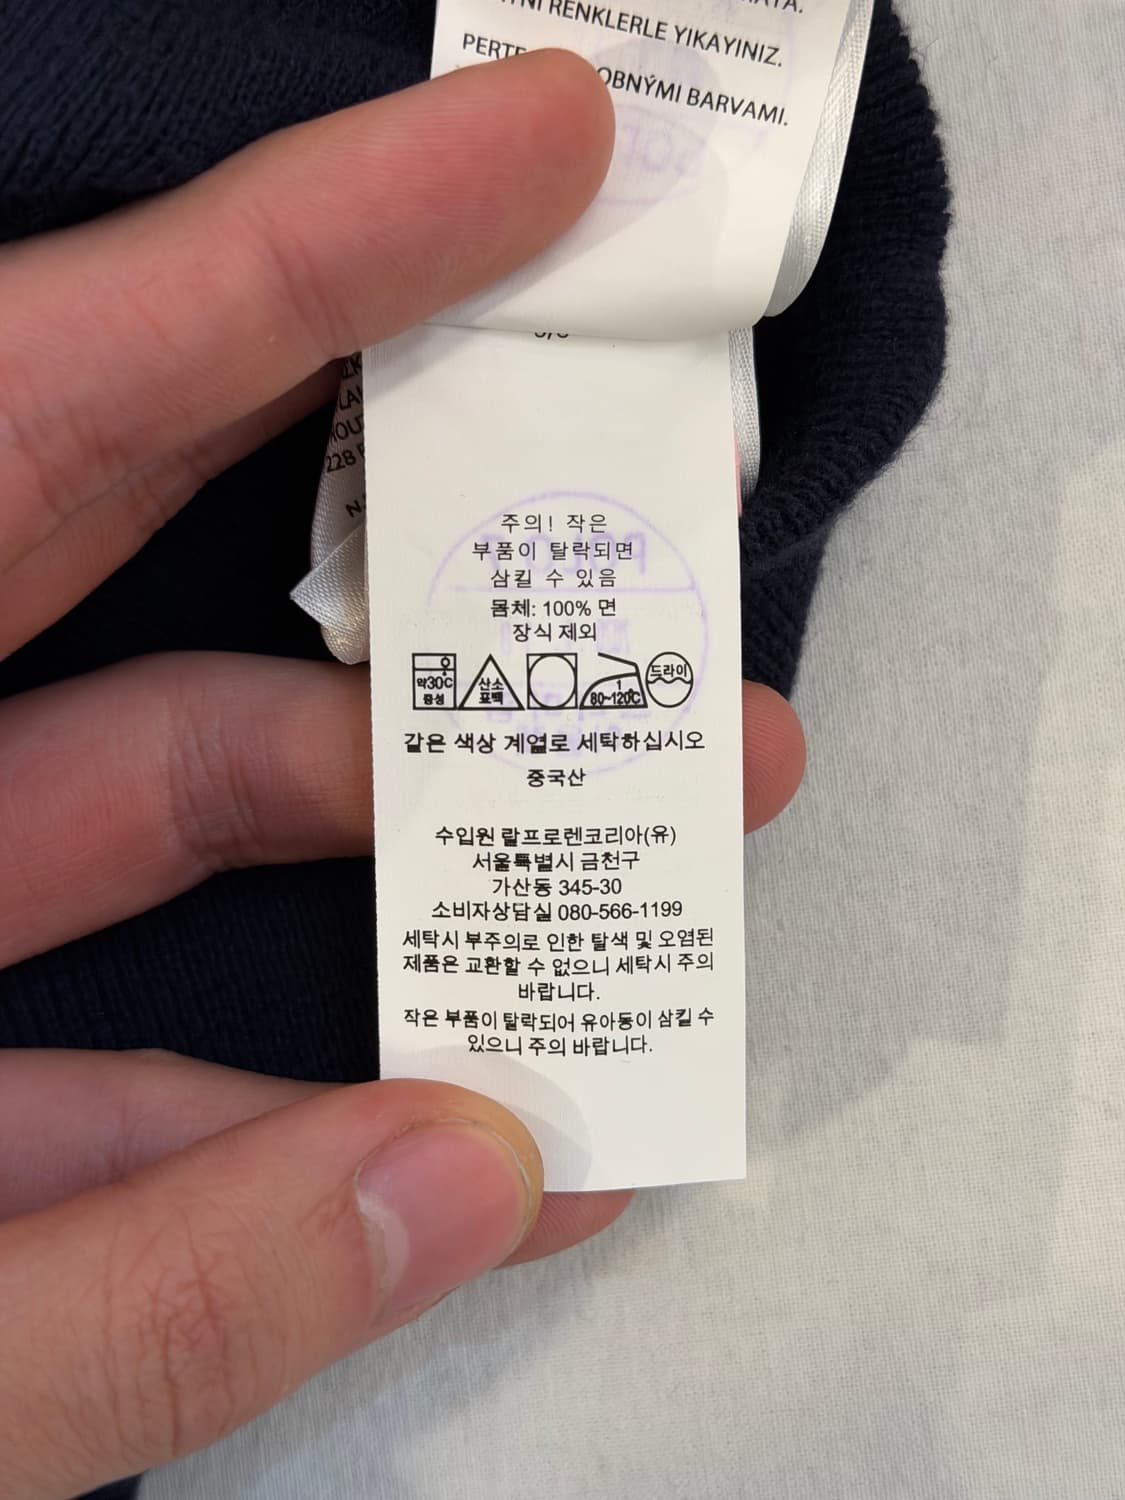 RENKLERLE YIKAYINIZ.
BARVAMI.
228
주의! 작은
부품이 탈락되면
삼킬 수 있음
몸체: 100% 면
장식 제외
약30℃
중성
산소
표백
1
80~120℃
드라이
같은 색상 계열로 세탁하십시오
중국산
수입원 랄프로렌코리아(유)
서울특별시 금천구
가산동 345-30
소비자상담실 080-566-1199
세탁시 부주의로 인한 탈색 및 오염된
제품은 교환할 수 없으니 세탁시 주의
바랍니다.
작은 부품이 탈락되어 유아동이 삼킬 수
있으니 주의 바랍니다.